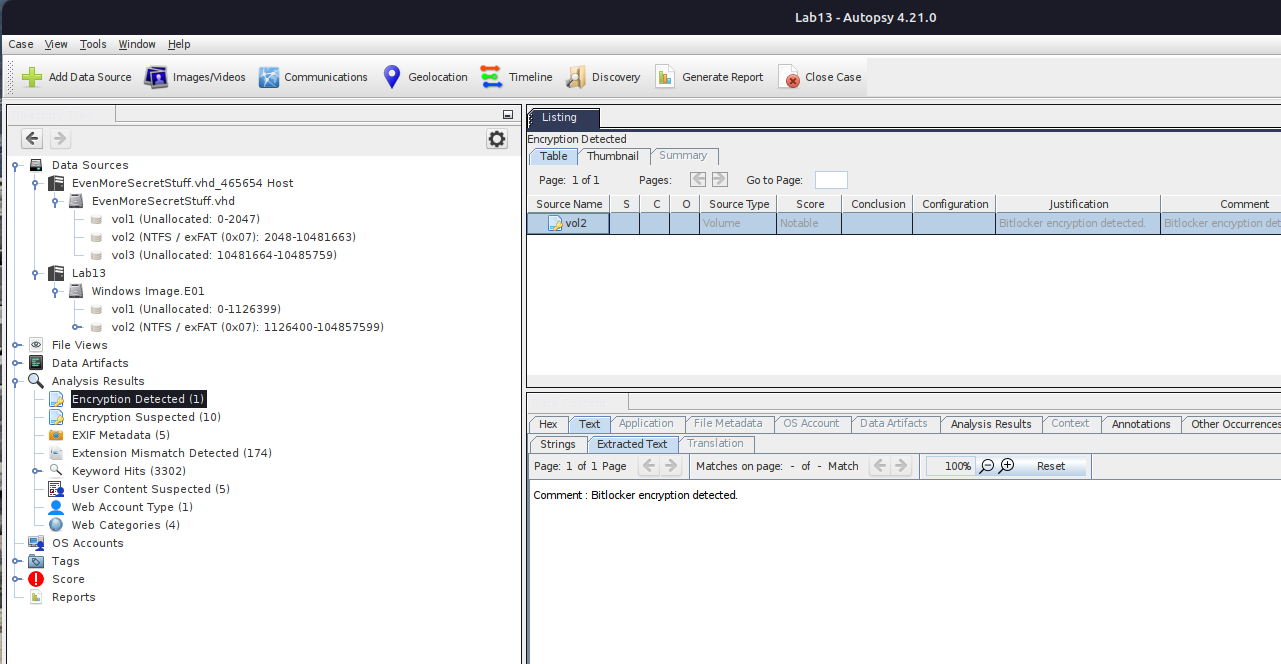 Lab13 - Autopsy 4.21.0
Case View Tools Window Help
Add Data Source Images/Videos Communications Geolocation Timeline Discovery Generate Report Close Case
Data Sources
EvenMoreSecretStuff.vhd_465654 Host
EvenMoreSecretStuff.vhd
vol1 (Unallocated: 0-2047)
vol2 (NTFS / exFAT (0x07): 2048-10481663)
vol3 (Unallocated: 10481664-10485759)
Lab13
Windows Image.E01
vol1 (Unallocated: 0-1126399)
vol2 (NTFS / exFAT (0x07): 1126400-104857599)
File Views
Data Artifacts
Analysis Results
Encryption Detected (1)
Encryption Suspected (10)
EXIF Metadata (5)
Extension Mismatch Detected (174)
Keyword Hits (3302)
User Content Suspected (5)
Web Account Type (1)
Web Categories (4)
OS Accounts
Tags
Score
Reports
Listing
Encryption Detected
Table Thumbnail Summary
Page: 1 of 1 Pages: Go to Page:
Source Name S C O Source Type Score Conclusion Configuration Justification Comment
vol2 Volume Notable Bitlocker encryption detected. Bitlocker encryption det
Hex Text Application File Metadata OS Account Data Artifacts Analysis Results Context Annotations Other Occurrences
Strings Extracted Text Translation
Page: 1 of 1 Page Matches on page: - of - Match 100% Reset
Comment : Bitlocker encryption detected.